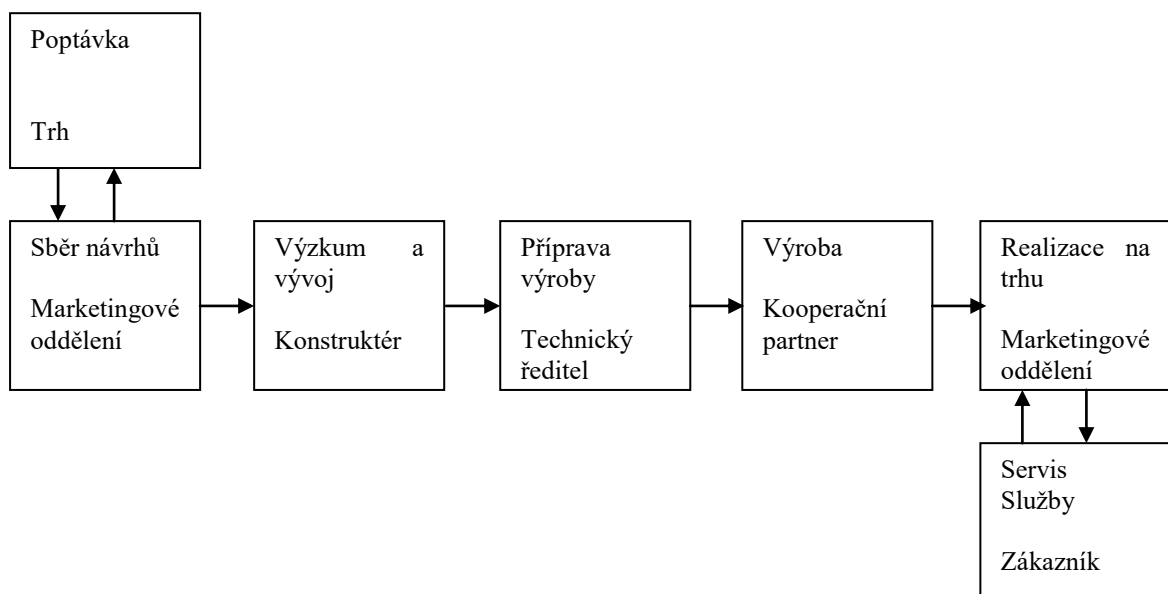 Poptávka
Trh
Sběr návrhů
Marketingové
oddělení
Výzkum a
vývoj
Konstruktér
Příprava
výroby
Technický
ředitel
Výroba
Kooperační
partner
Realizace na
trhu
Marketingové
oddělení
Servis
Služby
Zákazník